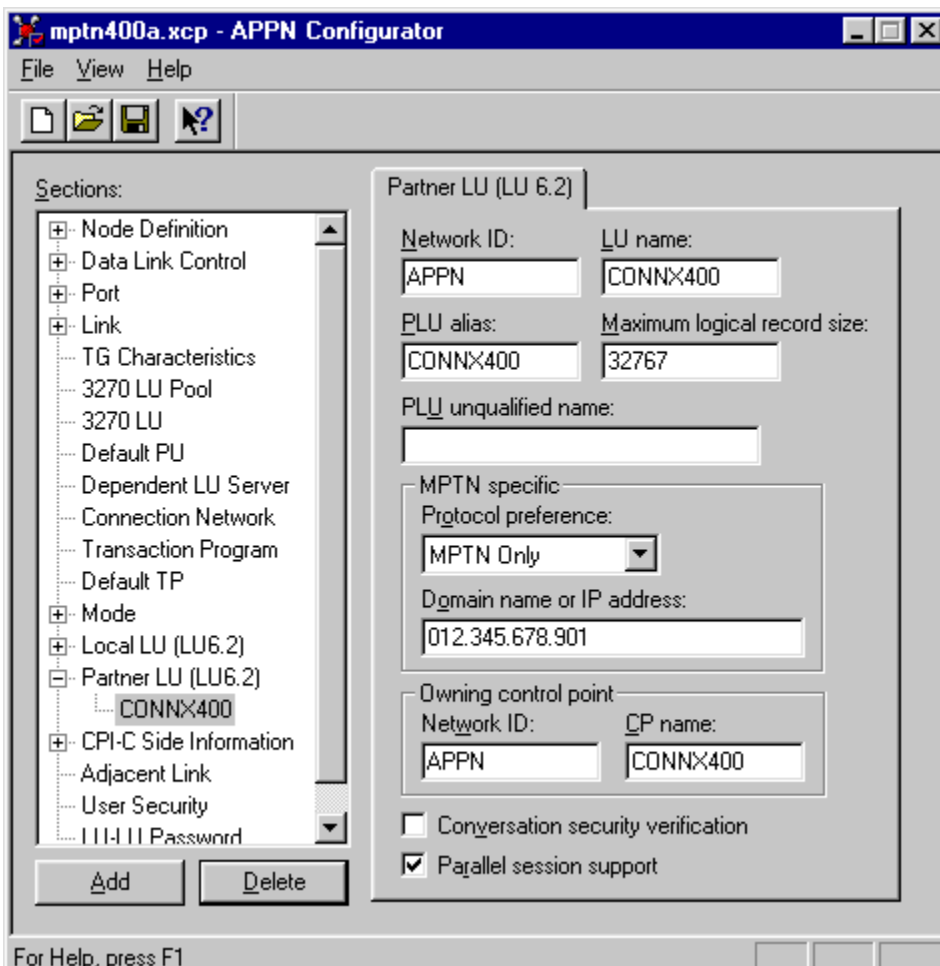 mptn400a.xcp - APPN Configurator
File View Help
Sections:
Node Definition
Data Link Control
Port
Link
TG Characteristics
3270 LU Pool
3270 LU
Default PU
Dependent LU Server
Connection Network
Transaction Program
Default TP
Mode
Local LU (LU6.2)
Partner LU (LU6.2)
CONNX400
CPI-C Side Information
Adjacent Link
User Security
LU-LU Password
Add Delete
Partner LU (LU 6.2)
Network ID: LU name:
APPN CONNX400
PLU alias: Maximum logical record size:
CONNX400 32767
PLU unqualified name:
MPTN specific
Protocol preference:
MPTN Only
Domain name or IP address:
012.345.678.901
Owning control point
Network ID: CP name:
APPN CONNX400
Conversation security verification
Parallel session support
For Help, press F1